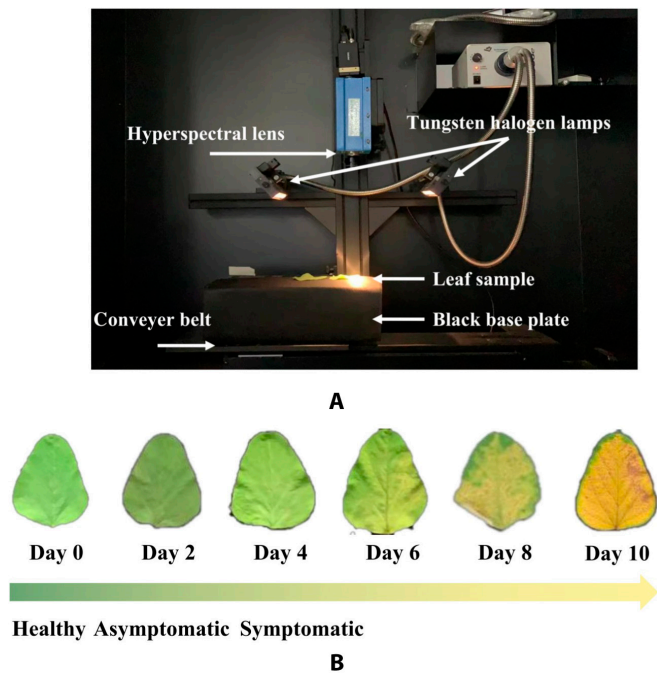 Hyperspectral lens
Tungsten halogen lamps
Leaf sample
Conveyer belt
Black base plate
A
Day 0 Day 2 Day 4 Day 6 Day 8 Day 10
Healthy Asymptomatic Symptomatic
B